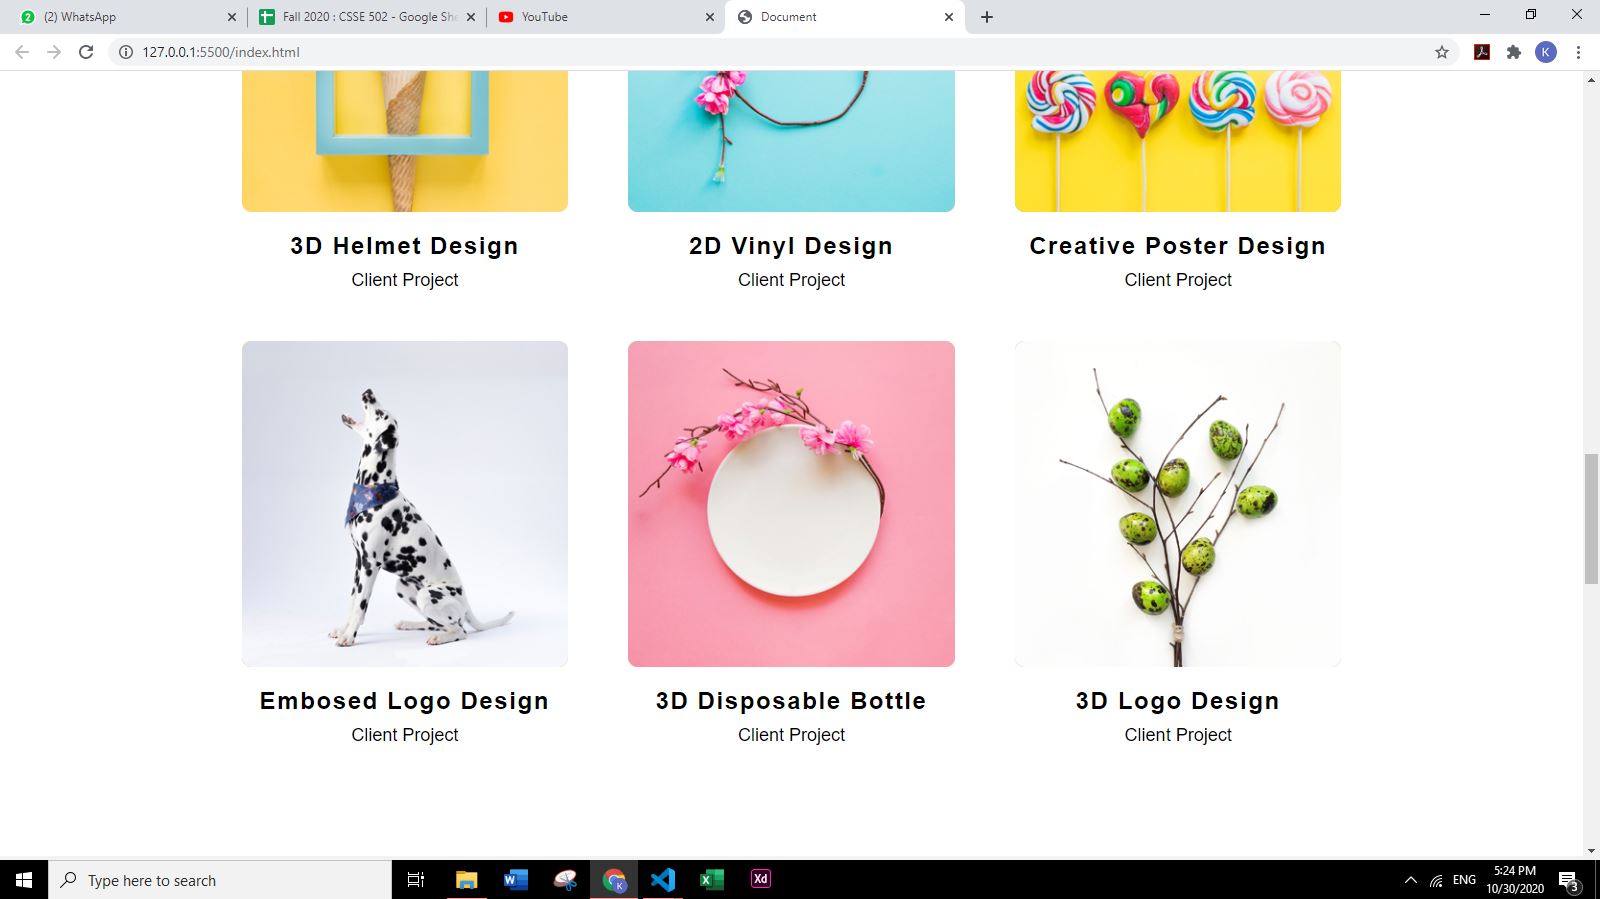 (2) WhatsApp
Fall 2020 : CSSE 502 - Google She
YouTube
Document
127.0.0.1:5500/index.html
K
3D Helmet Design
2D Vinyl Design
Creative Poster Design
Client Project
Client Project
Client Project
Embosed Logo Design
3D Disposable Bottle
3D Logo Design
Client Project
Client Project
Client Project
Type here to search
K
Xd
ENG
5:24 PM
10/30/2020
3